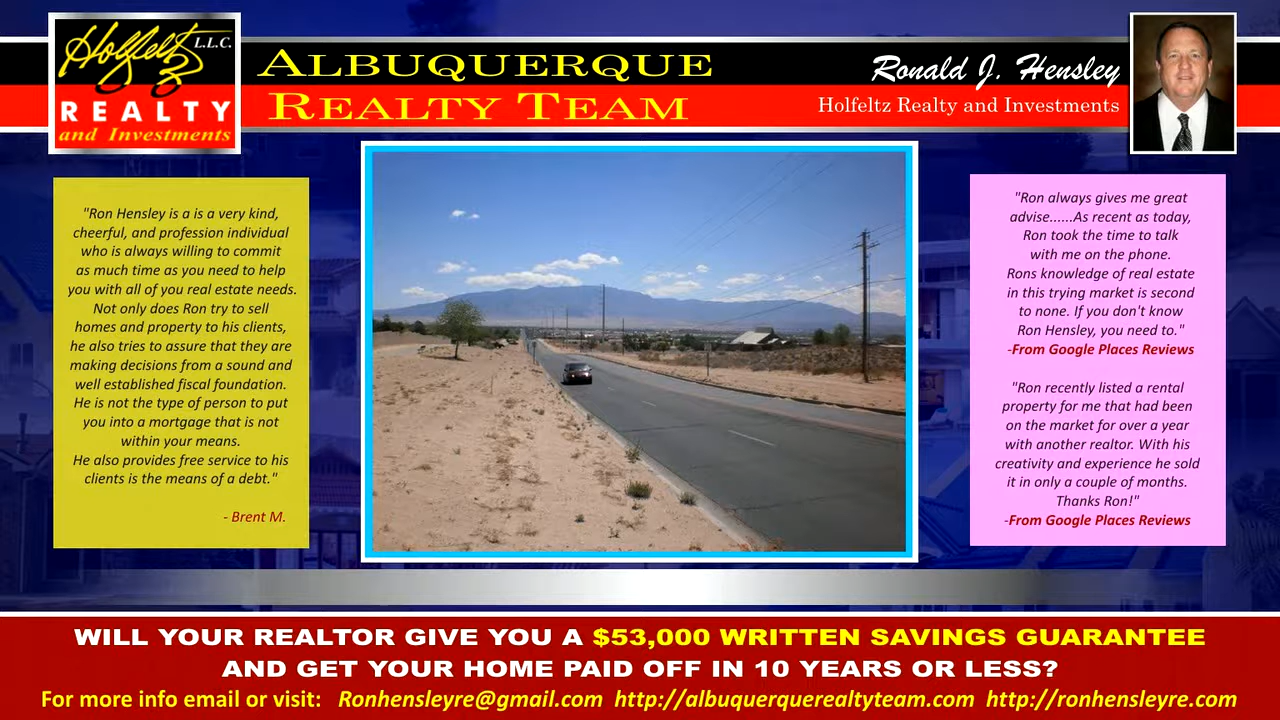 Holfeltz L.L.C.
REALTY
and Investments
ALBUQUERQUE
REALTY TEAM
Ronald J. Hensley
Holfeltz Realty and Investments
"Ron Hensley is a is a very kind,
cheerful, and profession individual
who is always willing to commit
as much time as you need to help
you with all of you real estate needs.
Not only does Ron try to sell
homes and property to his clients,
he also tries to assure that they are
making decisions from a sound and
well established fiscal foundation.
He is not the type of person to put
you into a mortgage that is not
within your means.
He also provides free service to his
clients is the means of a debt."
- Brent M.
"Ron always gives me great
advise......As recent as today,
Ron took the time to talk
with me on the phone.
Rons knowledge of real estate
in this trying market is second
to none. If you don't know
Ron Hensley, you need to."
-From Google Places Reviews
"Ron recently listed a rental
property for me that had been
on the market for over a year
with another realtor. With his
creativity and experience he sold
it in only a couple of months.
Thanks Ron!"
-From Google Places Reviews
WILL YOUR REALTOR GIVE YOU A $53,000 WRITTEN SAVINGS GUARANTEE
AND GET YOUR HOME PAID OFF IN 10 YEARS OR LESS?
For more info email or visit: Ronhensleyre@gmail.com http://albuquerquerealtyteam.com http://ronhensleyre.com